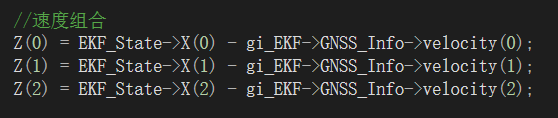 //速度组合
Z(0) = EKF_State->X(0) - gi_EKF->GNSS_Info->velocity(0);
Z(1) = EKF_State->X(1) - gi_EKF->GNSS_Info->velocity(1);
Z(2) = EKF_State->X(2) - gi_EKF->GNSS_Info->velocity(2);